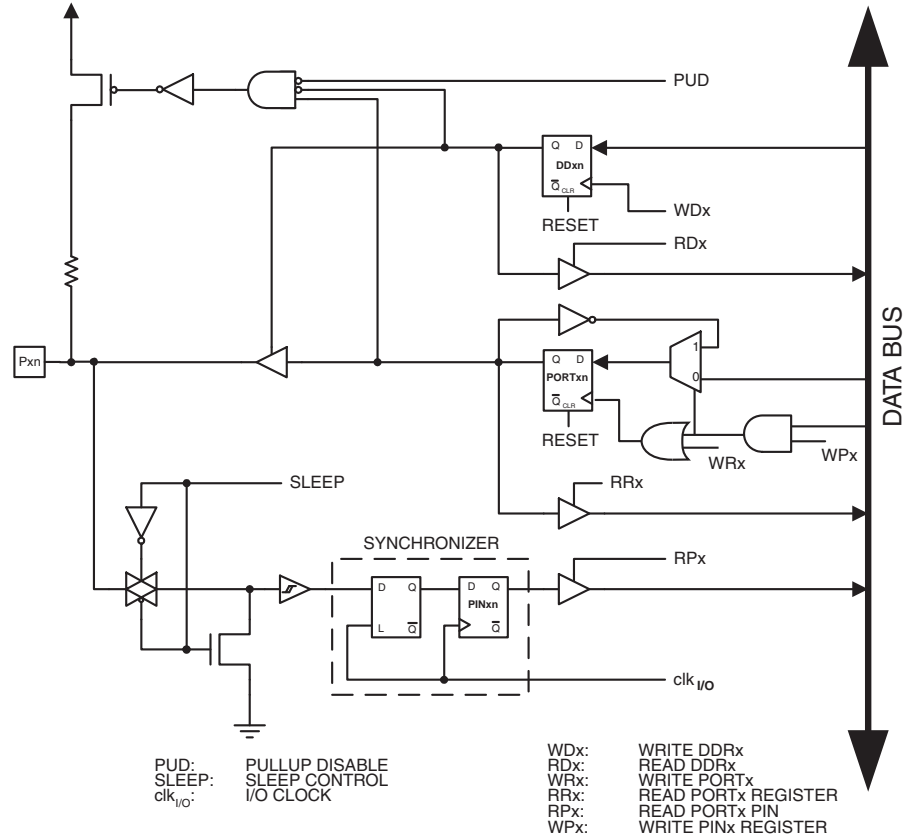 PUD
Q D
DDxn
Q CLR
WDx
RESET
RDx
Pxn
1
Q D
0
PORTxn
Q CLR
RESET
WRx
WPx
DATA BUS
SLEEP
RRx
SYNCHRONIZER
RPx
D Q
D Q
PINxn
L Q
Q
clkI/O
PUD: PULLUP DISABLE
SLEEP: SLEEP CONTROL
clkI/O: I/O CLOCK
WDx: WRITE DDRx
RDx: READ DDRx
WRx: WRITE PORTx
RRx: READ PORTx REGISTER
RPx: READ PORTx PIN
WPx: WRITE PINx REGISTER